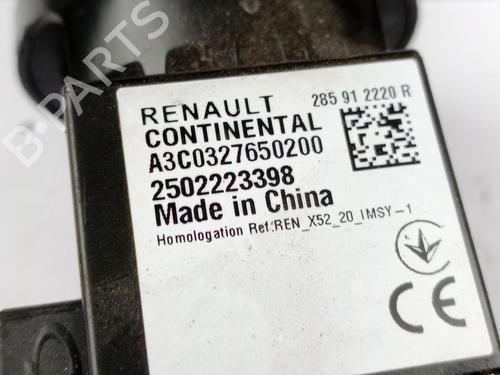 RENAULT 285 91 2220 R
CONTINENTAL
A3C0327650200
2502223398
Made in China
Homologation Ref:REN_X52_20_IMSY-1
CE
B-PARTS